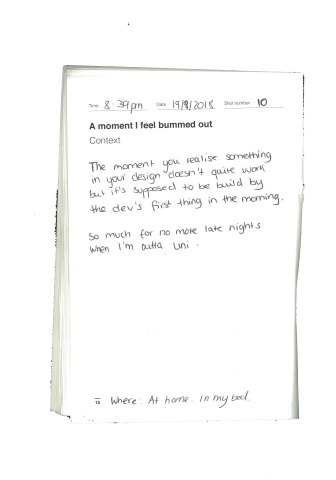 Time 8:39pm Date 19/9/2018 Shot number 10
A moment I feel bummed out
Context
The moment you realise something
in your design doesn't quite work
but it's supposed to be build by
the dev's first thing in the morning.
So much for no more late nights
when I'm outta uni.
Where: At home. In my bed.